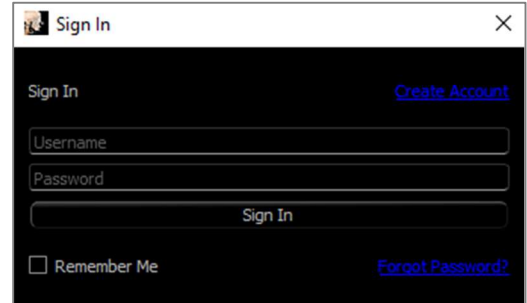 Sign In
Sign In Create Account
Username
Password
Sign In
Remember Me Forgot Password?